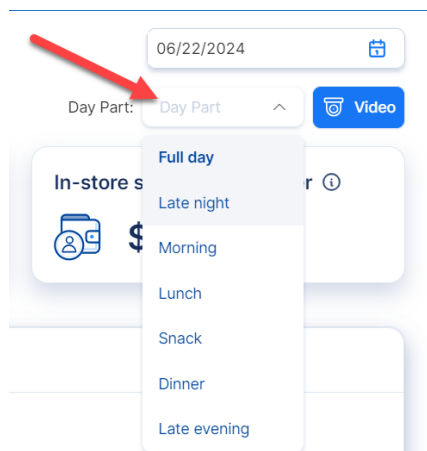 06/22/2024
Day Part: Day Part Video
Full day
In-store s r
Late night
$
Morning
Lunch
Snack
Dinner
Late evening